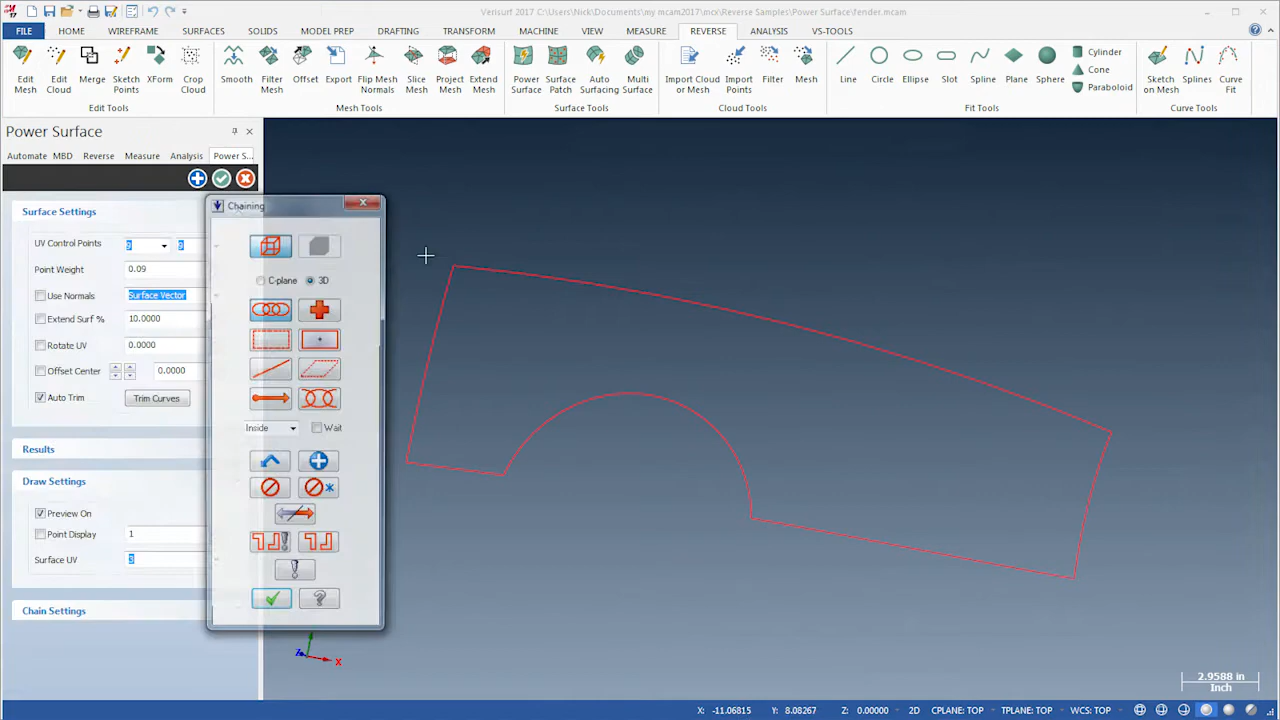 Verisurf 2017 C:\Users\Nick\Documents\my mcam2017\mcx\Reverse Samples\Power Surface\fender.mcam
FILE HOME WIREFRAME SURFACES SOLIDS MODEL PREP DRAFTING TRANSFORM MACHINE VIEW MEASURE REVERSE ANALYSIS VS-TOOLS
Edit Mesh
Edit Cloud
Merge
Sketch Points
XForm
Crop Cloud
Edit Tools
Smooth
Filter Mesh
Offset
Export
Flip Mesh Normals
Slice Mesh
Project Mesh
Extend Mesh
Mesh Tools
Power Surface
Surface Patch
Auto Surfacing
Multi Surface
Surface Tools
Import Cloud or Mesh
Import Points
Filter
Mesh
Cloud Tools
Line
Circle
Ellipse
Slot
Spline
Plane
Sphere
Cylinder
Cone
Paraboloid
Fit Tools
Sketch on Mesh
Splines
Curve Fit
Curve Tools
Power Surface
Automate MBD Reverse Measure Analysis Power S...
Surface Settings
UV Control Points 9 9
Point Weight 0.09
Use Normals Surface Vector
Extend Surf % 10.0000
Rotate UV 0.0000
Offset Center 0.0000
Auto Trim Trim Curves
Results
Draw Settings
Preview On
Point Display 1
Surface UV 3
Chain Settings
Chaining
C-plane 3D
Inside Wait
Z X
2.9588 in
Inch
X: -11.06815 Y: 8.08267 Z: 0.00000 2D CPLANE: TOP TPLANE: TOP WCS: TOP